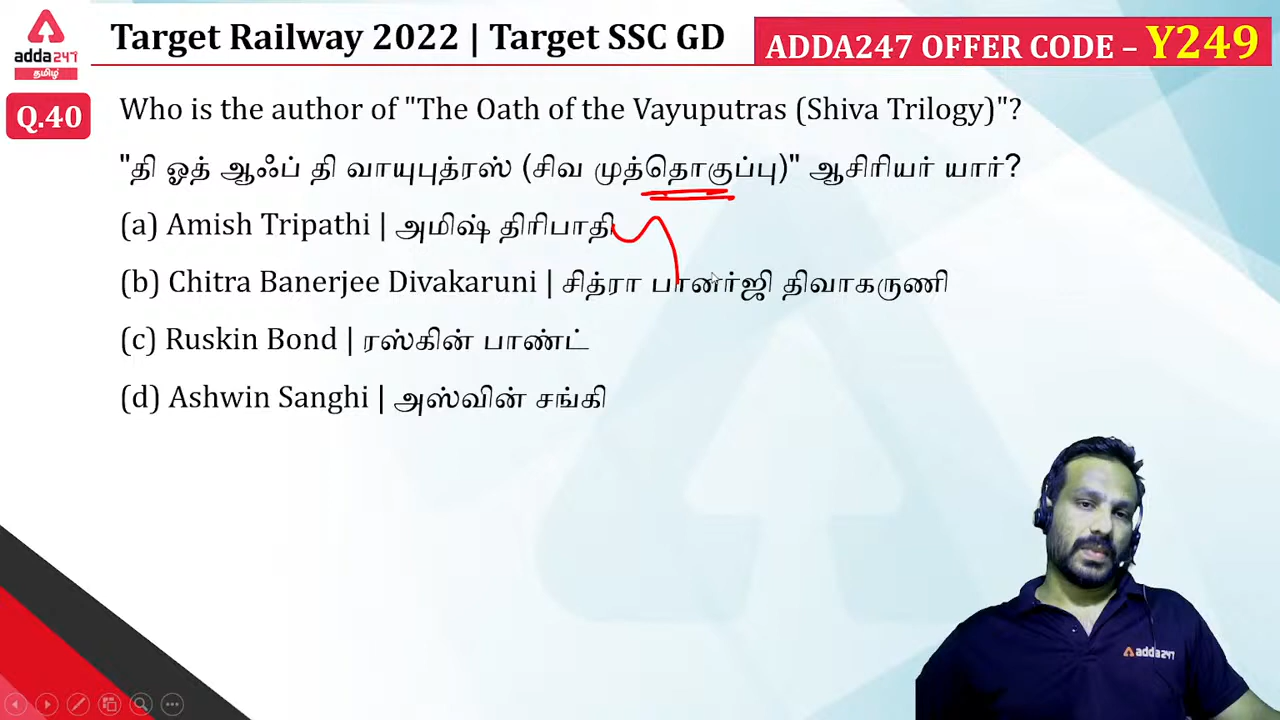 adda247
தமிழ்
Target Railway 2022 | Target SSC GD
ADDA247 OFFER CODE – Y249
Q.40
Who is the author of "The Oath of the Vayuputras (Shiva Trilogy)"?
"தி ஓத் ஆஃப் தி வாயுபுத்ரஸ் (சிவ முத்தொகுப்பு)" ஆசிரியர் யார்?
(a) Amish Tripathi | அமிஷ் திரிபாதி
(b) Chitra Banerjee Divakaruni | சித்ரா பானர்ஜி திவாகருணி
(c) Ruskin Bond | ரஸ்கின் பாண்ட்
(d) Ashwin Sanghi | அஸ்வின் சங்கி
adda247